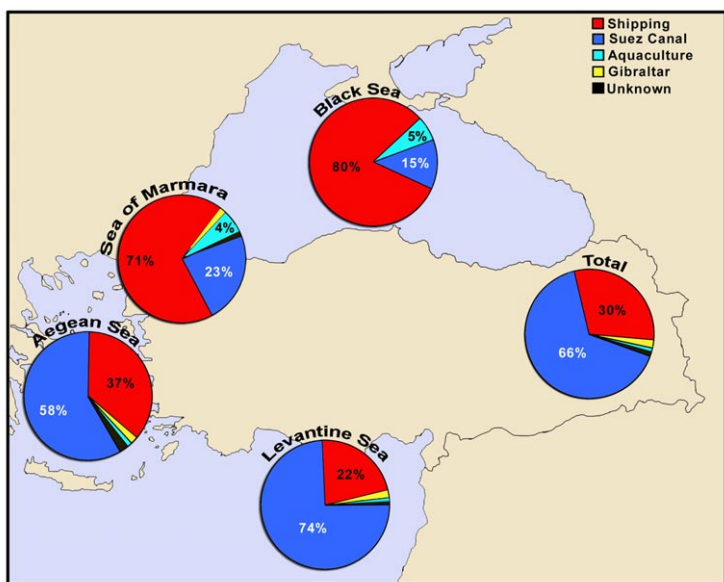 Shipping
Suez Canal
Aquaculture
Gibraltar
Unknown
Black Sea
5%
15%
80%
Sea of Marmara
4%
71%
23%
Total
30%
66%
Aegean Sea
37%
58%
Levantine Sea
22%
74%